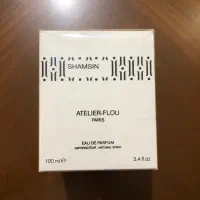 SHAMSIN
ATELIER-FLOU
PARIS
EAU DE PARFUM
VAPORISATEUR / NATURAL SPRAY
100 ml e 3.4 fl.oz